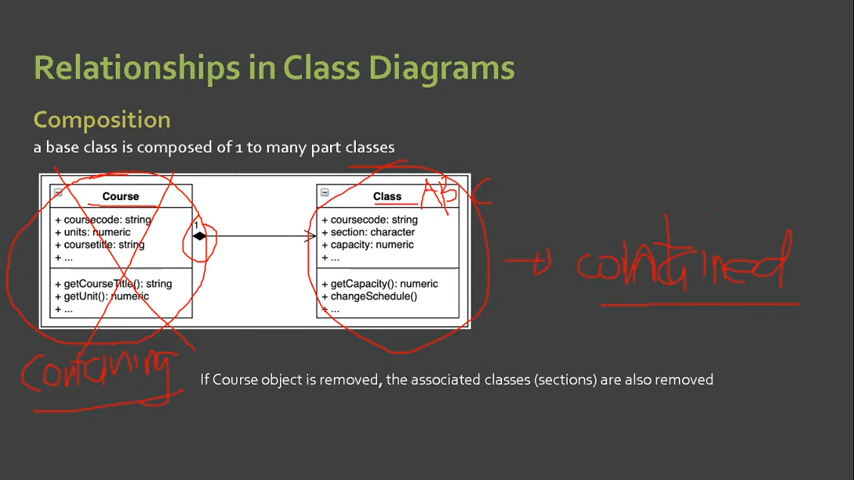 Relationships in Class Diagrams
Composition
a base class is composed of 1 to many part classes
Course
+ coursecode: string
+ units: numeric
+ coursetitle: string
+ ...
+ getCourseTitle(): string
+ getUnit(): numeric
+ ...
1
Class
A B C
+ coursecode: string
+ section: character
+ capacity: numeric
+ ...
+ getCapacity(): numeric
+ changeSchedule()
+ ...
contained
containing
If Course object is removed, the associated classes (sections) are also removed